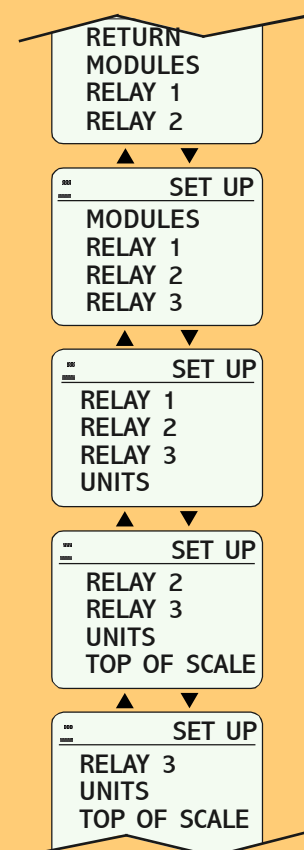 RETURN
MODULES
RELAY 1
RELAY 2
SET UP
MODULES
RELAY 1
RELAY 2
RELAY 3
SET UP
RELAY 1
RELAY 2
RELAY 3
UNITS
SET UP
RELAY 2
RELAY 3
UNITS
TOP OF SCALE
SET UP
RELAY 3
UNITS
TOP OF SCALE